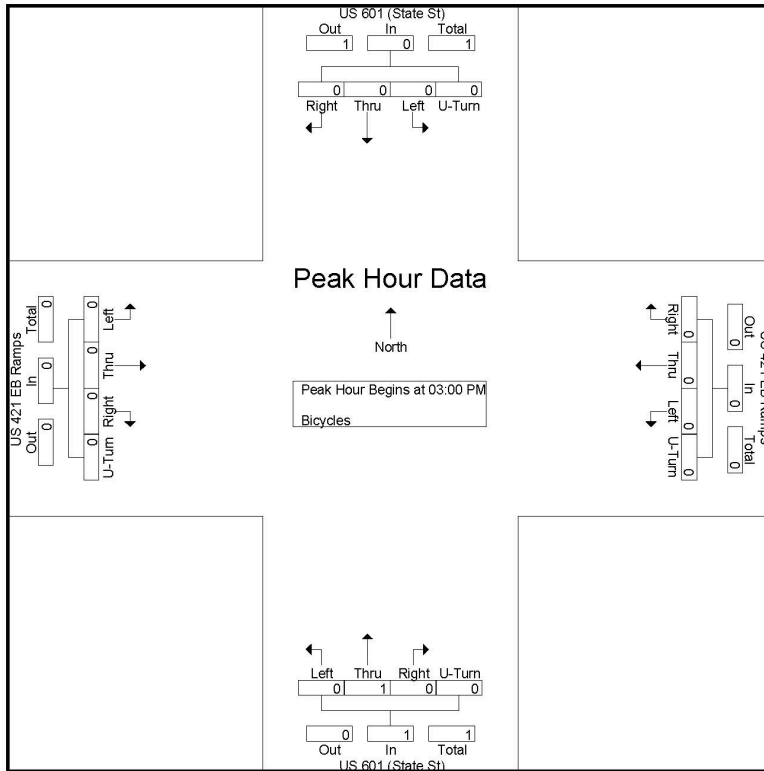 US 601 (State St)
Out In Total
1 0 1
0 0 0 0
Right Thru Left U-Turn
Peak Hour Data
North
Peak Hour Begins at 03:00 PM
Bicycles
US 421 EB Ramps
Total In Out
0 0 0
0 0 0 0
Left Thru Right U-Turn
Right Thru Left U-Turn
0 0 0 0
Out In Total
0 0 0
US 421 EB Ramps
Left Thru Right U-Turn
0 1 0 0
0 1 1
Out In Total
US 601 (State St)